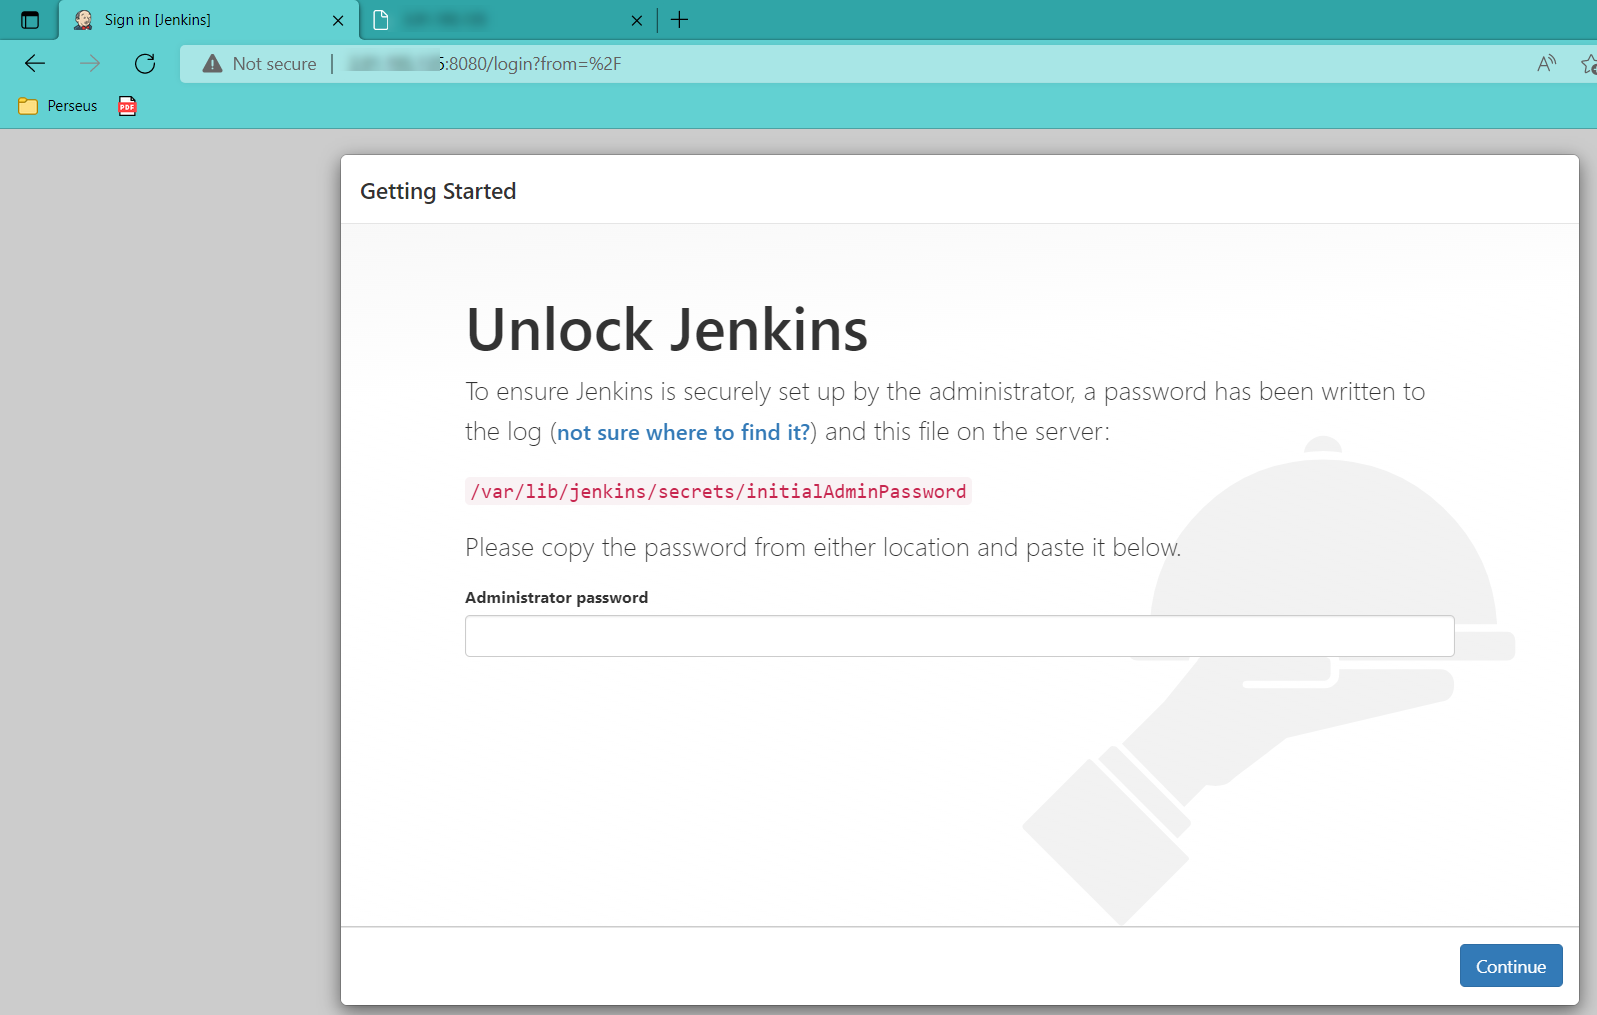 Sign in [Jenkins]
Not secure | 5:8080/login?from=%2F
Perseus
PDF
Getting Started
Unlock Jenkins
To ensure Jenkins is securely set up by the administrator, a password has been written to
the log (not sure where to find it?) and this file on the server:
/var/lib/jenkins/secrets/initialAdminPassword
Please copy the password from either location and paste it below.
Administrator password
Continue